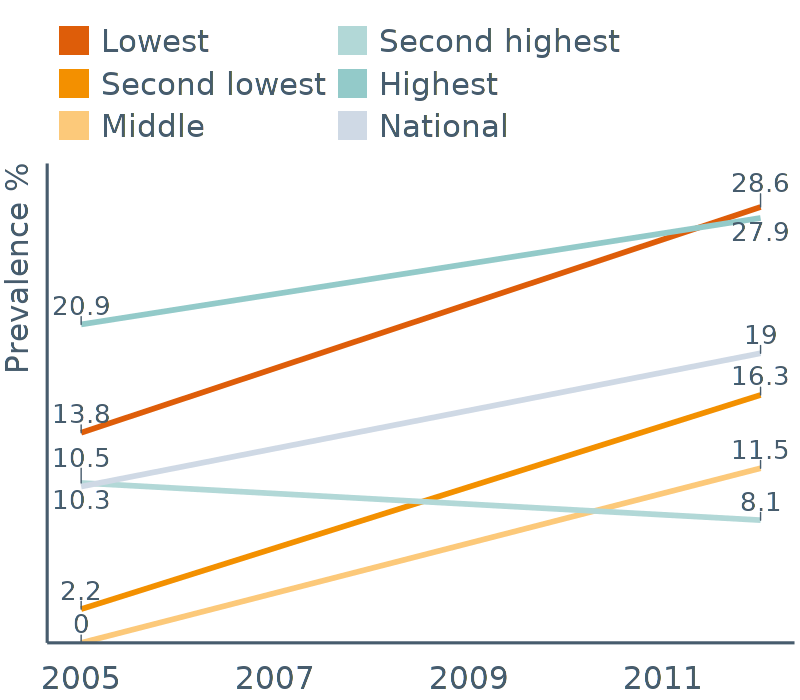 Lowest
Second highest
Second lowest
Highest
Middle
National
Prevalence %
28.6
27.9
20.9
19
16.3
13.8
10.5
10.3
11.5
8.1
2.2
0
2005 2007 2009 2011